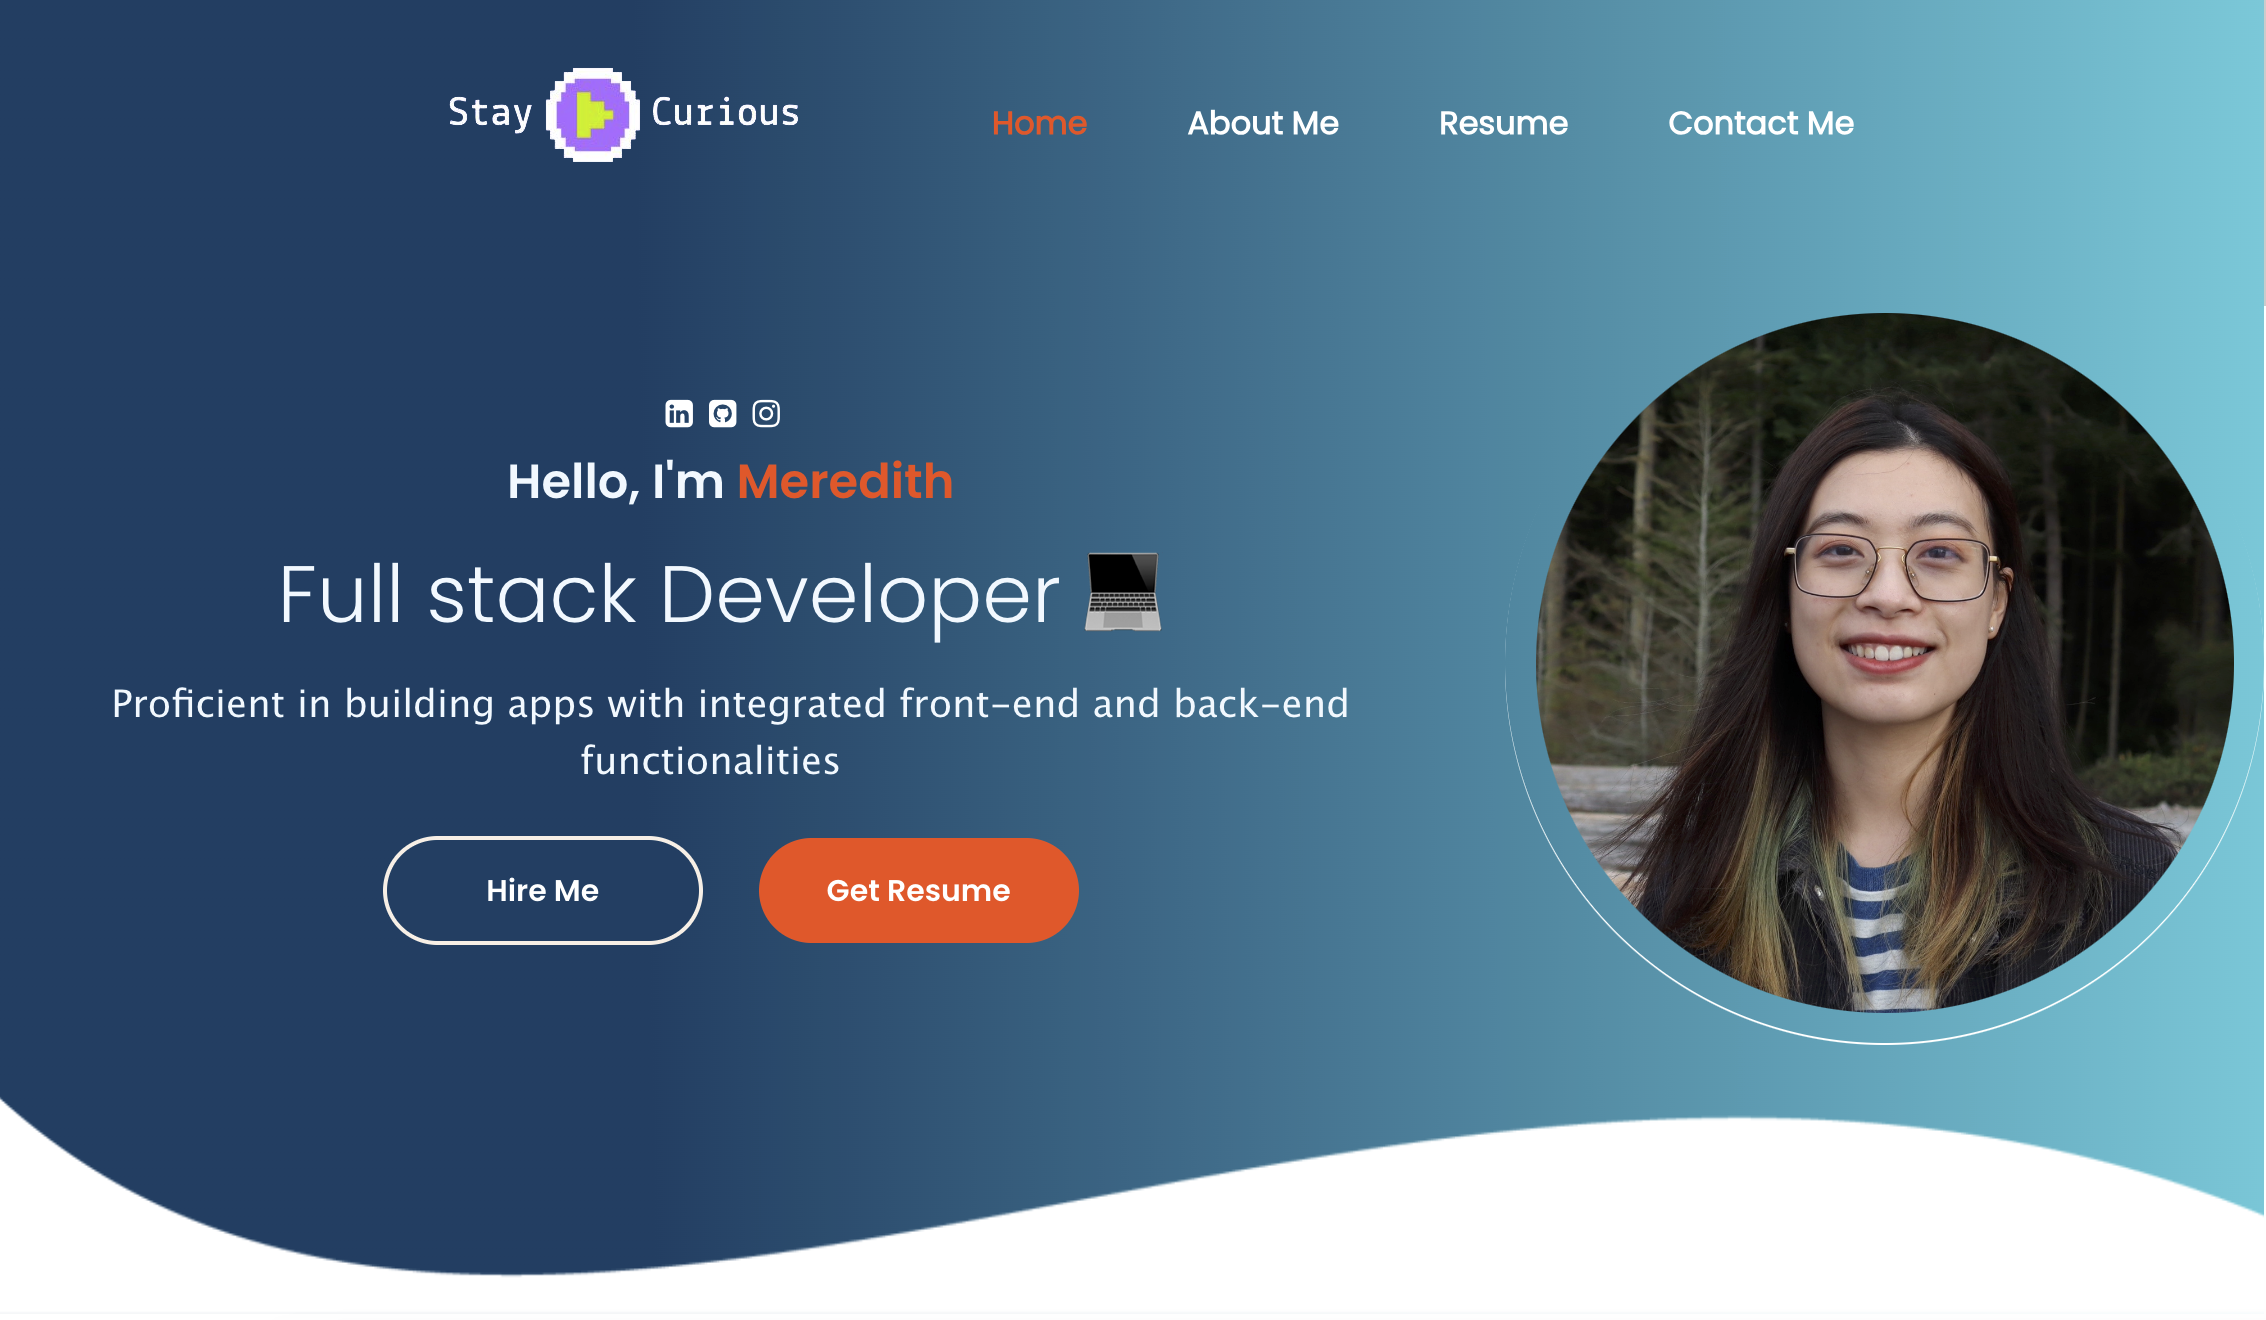 Stay Curious
Home About Me Resume Contact Me
in
Hello, I'm Meredith
Full stack Developer
Proficient in building apps with integrated front-end and back-end
functionalities
Hire Me Get Resume